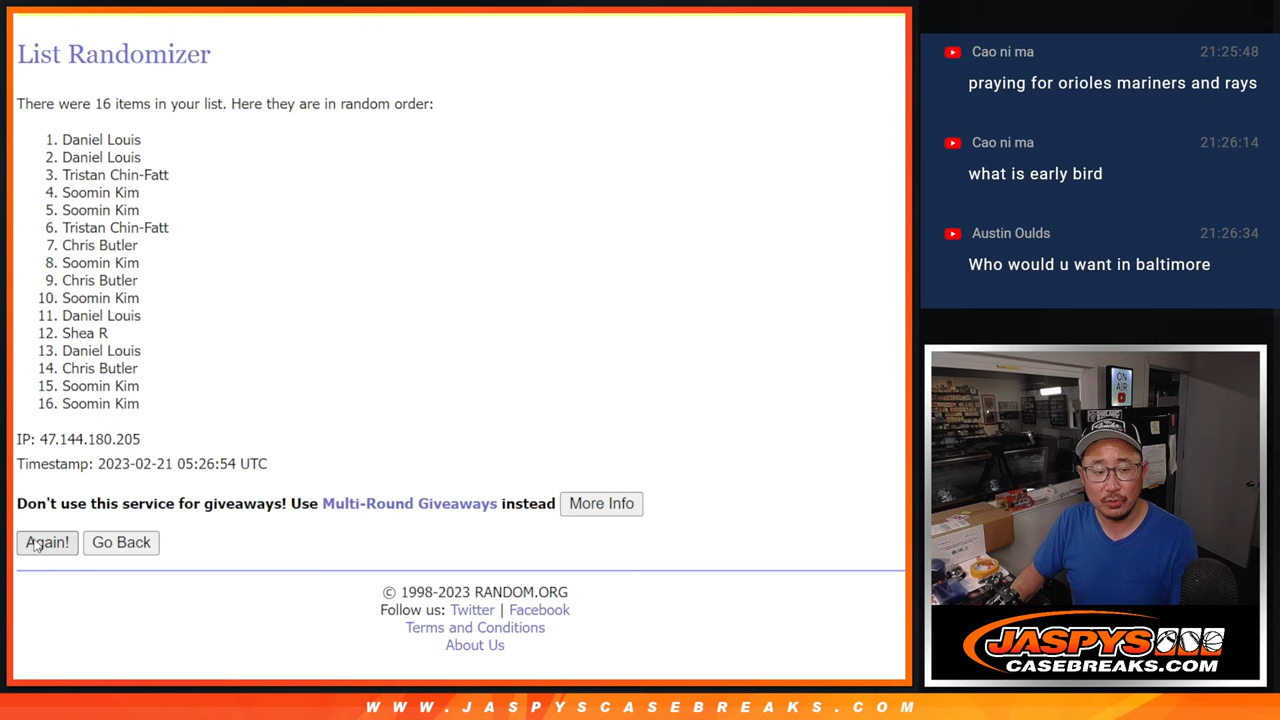 List Randomizer
There were 16 items in your list. Here they are in random order:
1. Daniel Louis
2. Daniel Louis
3. Tristan Chin-Fatt
4. Soomin Kim
5. Soomin Kim
6. Tristan Chin-Fatt
7. Chris Butler
8. Soomin Kim
9. Chris Butler
10. Soomin Kim
11. Daniel Louis
12. Shea R
13. Daniel Louis
14. Chris Butler
15. Soomin Kim
16. Soomin Kim
IP: 47.144.180.205
Timestamp: 2023-02-21 05:26:54 UTC
Don't use this service for giveaways! Use Multi-Round Giveaways instead More Info
Again! Go Back
© 1998-2023 RANDOM.ORG
Follow us: Twitter | Facebook
Terms and Conditions
About Us
Cao ni ma 21:25:48
praying for orioles mariners and rays
Cao ni ma 21:26:14
what is early bird
Austin Oulds 21:26:34
Who would u want in baltimore
ON
AIR
JASPYS
CASEBREAKS.COM
WWW.JASPYSCASEBREAKS.COM